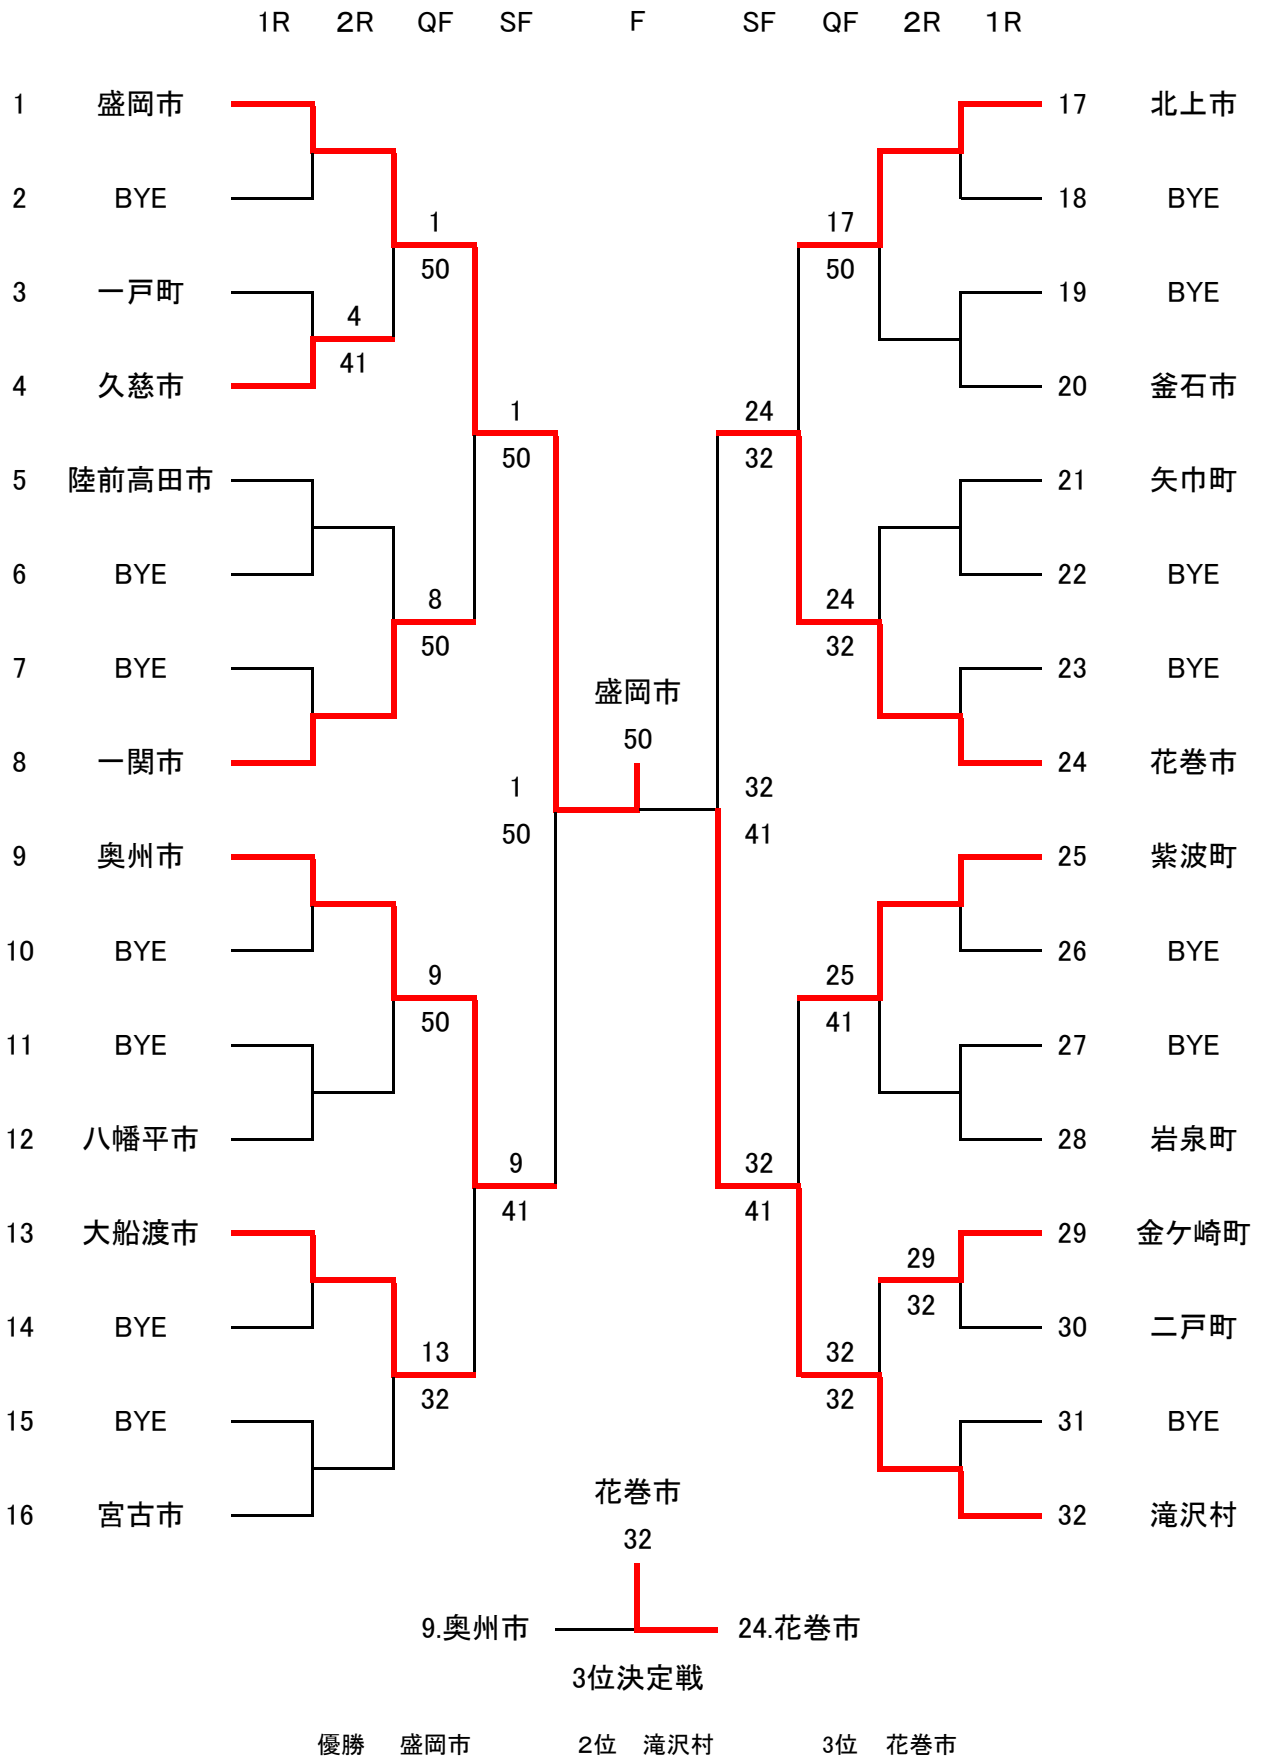 1R 2R QF SF F SF QF 2R 1R
1 盛岡市 17 北上市
2 BYE 18 BYE
1 17
50 50
3 一戸町 19 BYE
4
41
4 久慈市 20 釜石市
1 24
50 32
5 陸前高田市 21 矢巾町
6 BYE 22 BYE
8 24
50 32
7 BYE 23 BYE
盛岡市
50
8 一関市 24 花巻市
1 32
50 41
9 奥州市 25 紫波町
10 BYE 26 BYE
9 25
50 41
11 BYE 27 BYE
12 八幡平市 28 岩泉町
9 32
41 41
13 大船渡市 29 金ケ崎町
29
32
14 BYE 30 二戸町
13 32
32 32
15 BYE 31 BYE
花巻市
16 宮古市 32 滝沢村
32
9.奥州市 24.花巻市
3位決定戦
優勝 盛岡市 2位 滝沢村 3位 花巻市